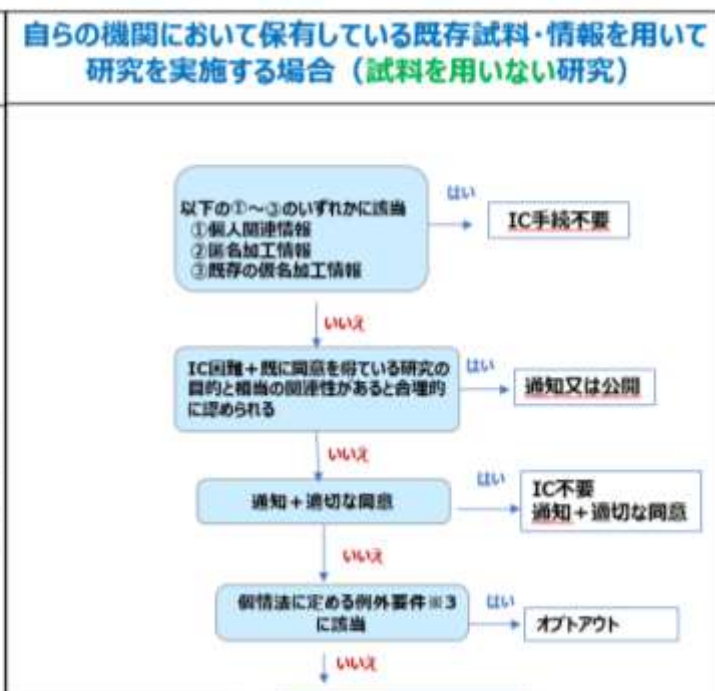 自らの機関において保有している既存試料・情報を用いて
研究を実施する場合（試料を用いない研究）
以下の①～③のいずれかに該当
①個人関連情報
②匿名加工情報
③既存の仮名加工情報
はい
IC手続不要
いいえ
IC困難＋既に同意を得ている研究の
目的と相当の関連性があると合理的
に認められる
はい
通知又は公開
いいえ
通知＋適切な同意
はい
IC不要
通知＋適切な同意
いいえ
個情法に定める例外要件※3
に該当
はい
オプトアウト
いいえ